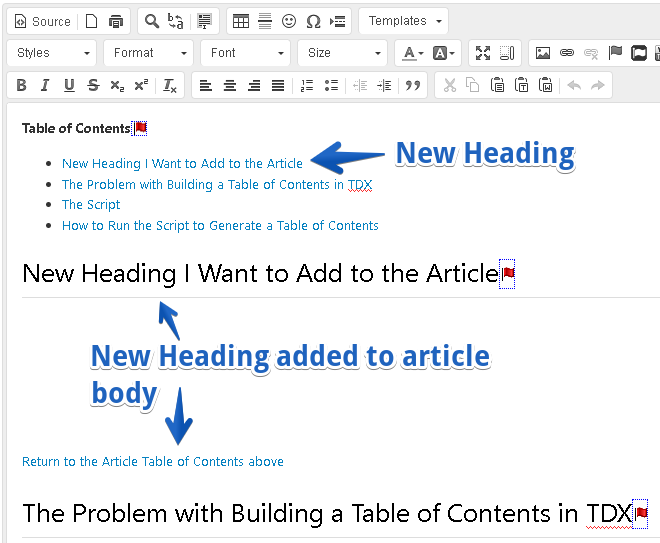 Source
Templates
Styles
Format
Font
Size
A
A
B I U S x₂ x² Tx
Table of Contents
New Heading I Want to Add to the Article
New Heading
The Problem with Building a Table of Contents in TDX
The Script
How to Run the Script to Generate a Table of Contents
New Heading I Want to Add to the Article
New Heading added to article
body
Return to the Article Table of Contents above
The Problem with Building a Table of Contents in TDX